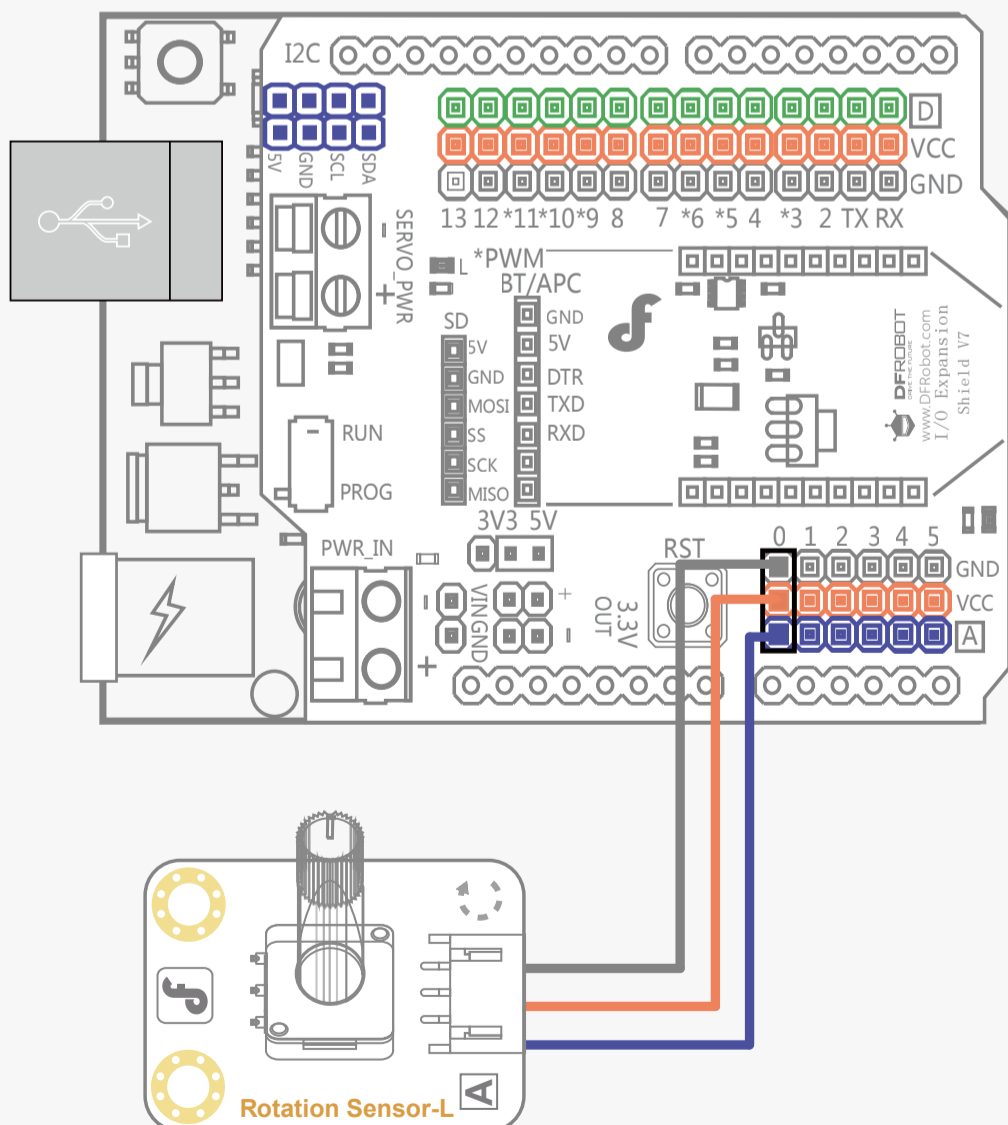 I2C
D
VCC
GND
5V
GND
SCL
SDA
13 12 *11 *10 *9 8 7 *6 *5 4 *3 2 TX RX
*PWM
L
BT/APC
SERVO_PWR
-
+
SD
5V
GND
MOSI
SS
SCK
MISO
GND
5V
DTR
TXD
RXD
DFROBOT
DRIVE THE FUTURE
www.DFRobot.com
I/O Expansion
Shield V7
RUN
PROG
3V3 5V
PWR_IN
-
+
VIN
GND
+
-
3.3V
OUT
RST
0 1 2 3 4 5
GND
VCC
A
A
Rotation Sensor-L